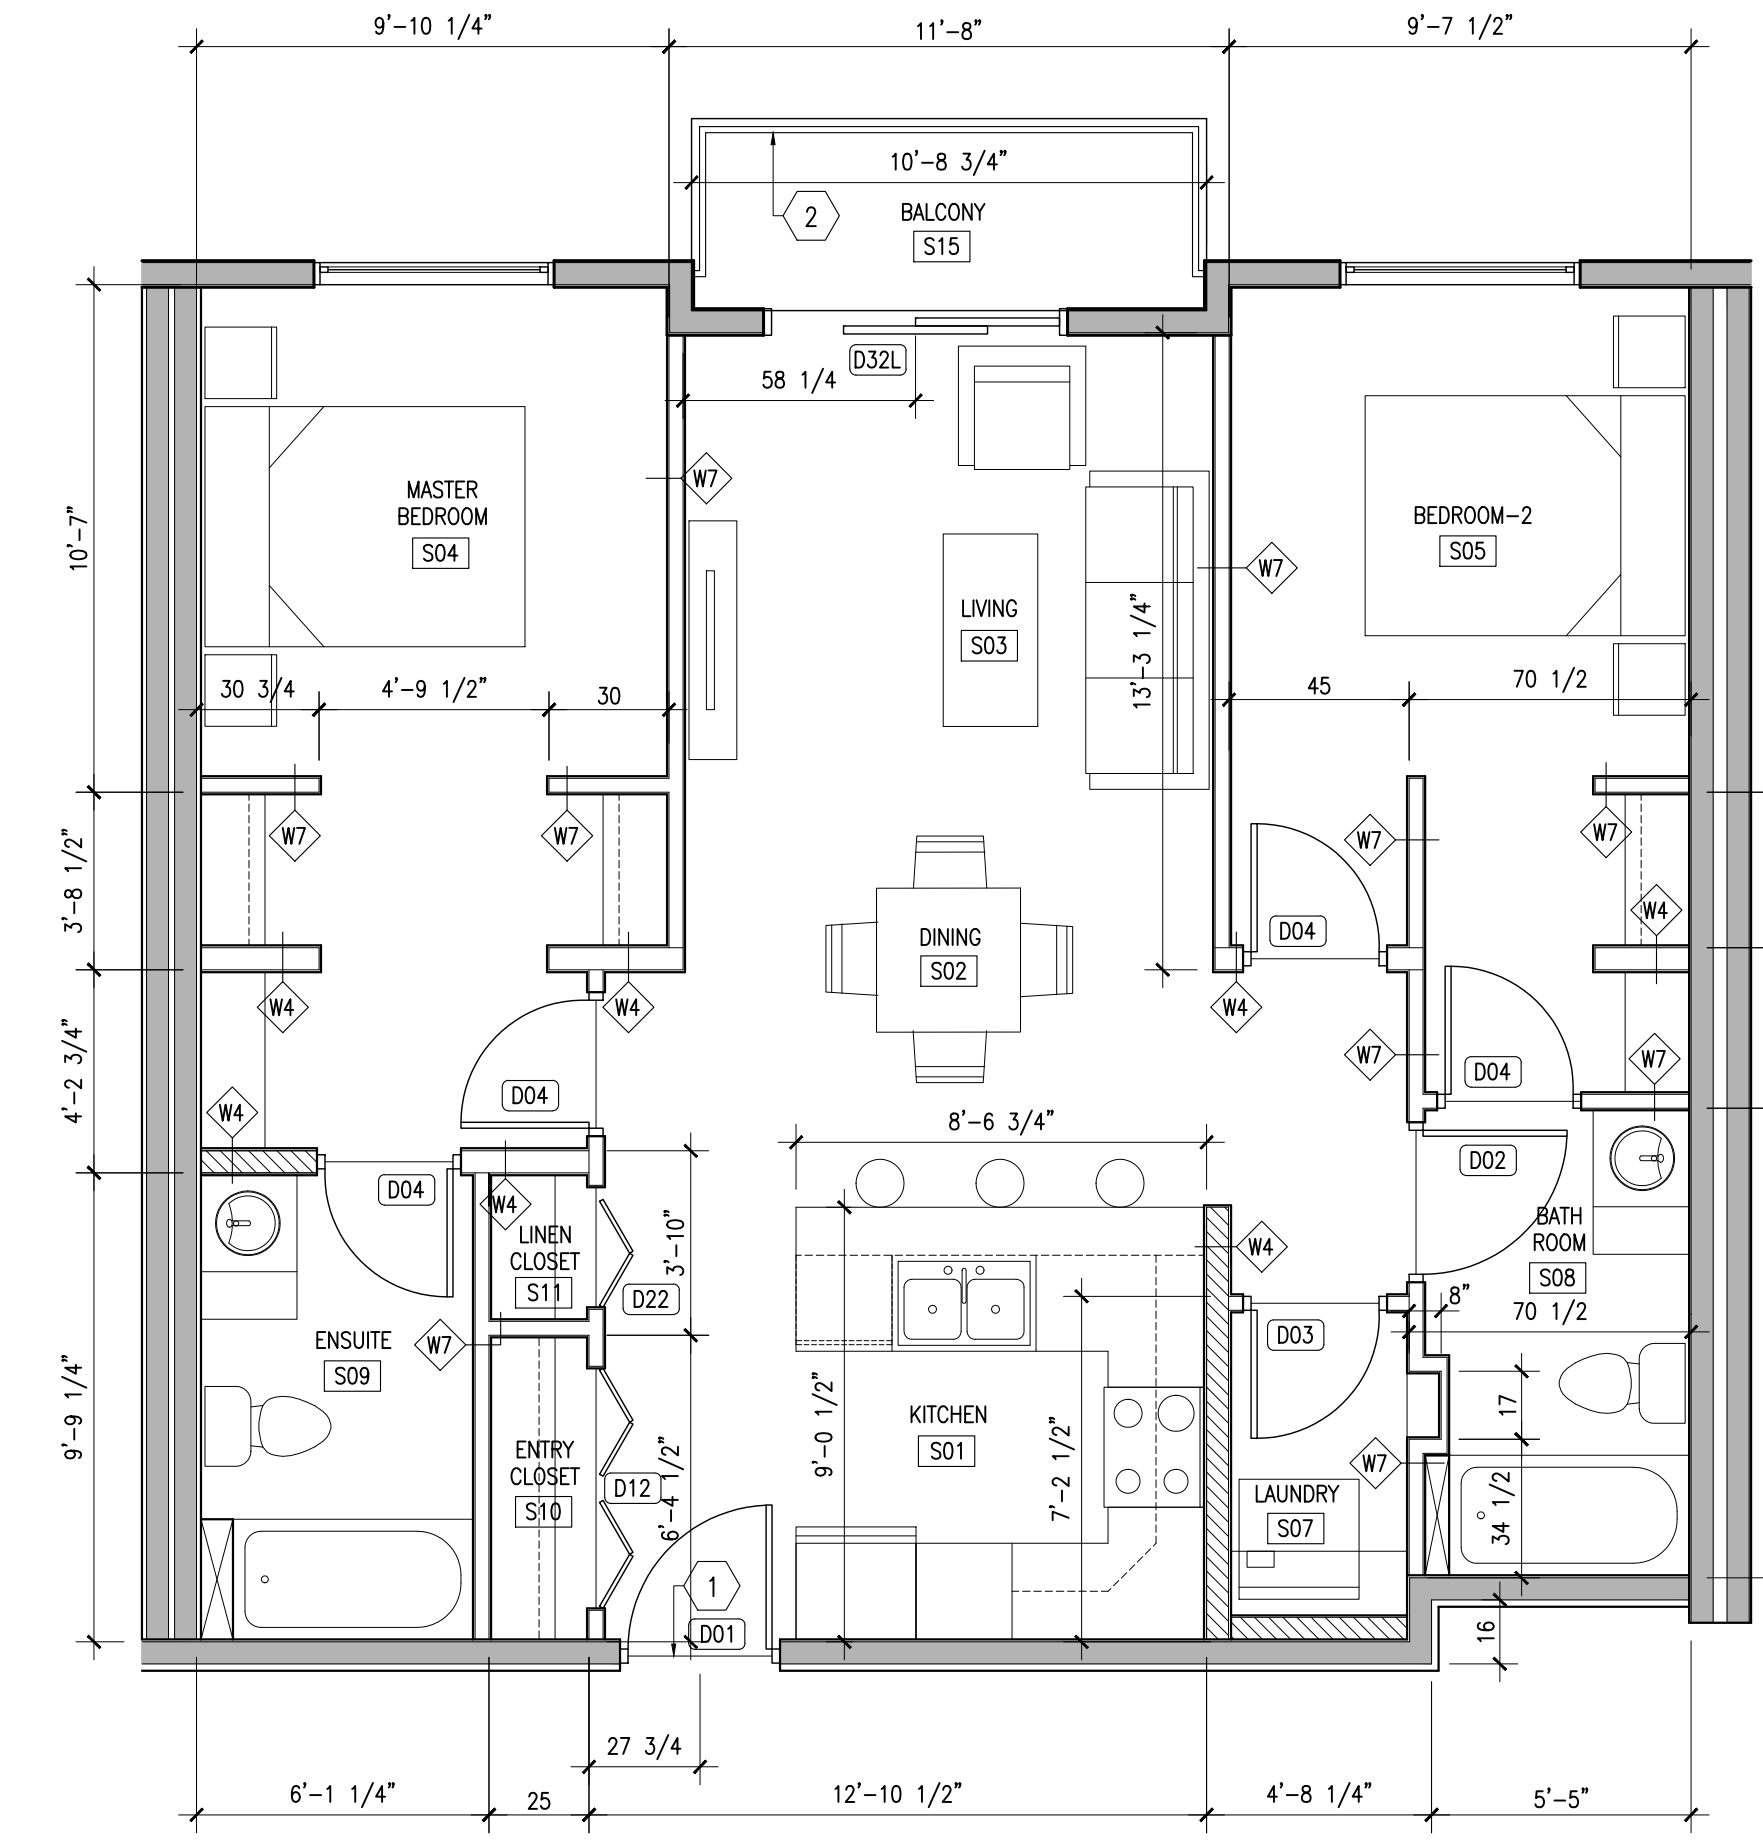 9'-10 1/4"
11'-8"
9'-7 1/2"
10'-8 3/4"
2
BALCONY
S15
D32L
58 1/4
W7
MASTER
BEDROOM
S04
10'-7"
BEDROOM-2
S05
W7
LIVING
S03
13'-3 1/4"
30 3/4
4'-9 1/2"
30
45
70 1/2
W7
W7
W7
W7
3'-8 1/2"
W4
D04
DINING
S02
W4
W4
W4
4'-2 3/4"
W7
W7
D04
D04
W4
8'-6 3/4"
D02
D04
W4
LINEN
CLOSET
S11
3'-10"
D22
W4
BATH
ROOM
S08
8"
70 1/2
D03
W7
ENSUITE
S09
9'-9 1/4"
KITCHEN
S01
9'-0 1/2"
7'-2 1/2"
17
W7
34 1/2
ENTRY
CLOSET
S10
D12
6'-4 1/2"
LAUNDRY
S07
1
D01
16
27 3/4
6'-1 1/4"
25
12'-10 1/2"
4'-8 1/4"
5'-5"